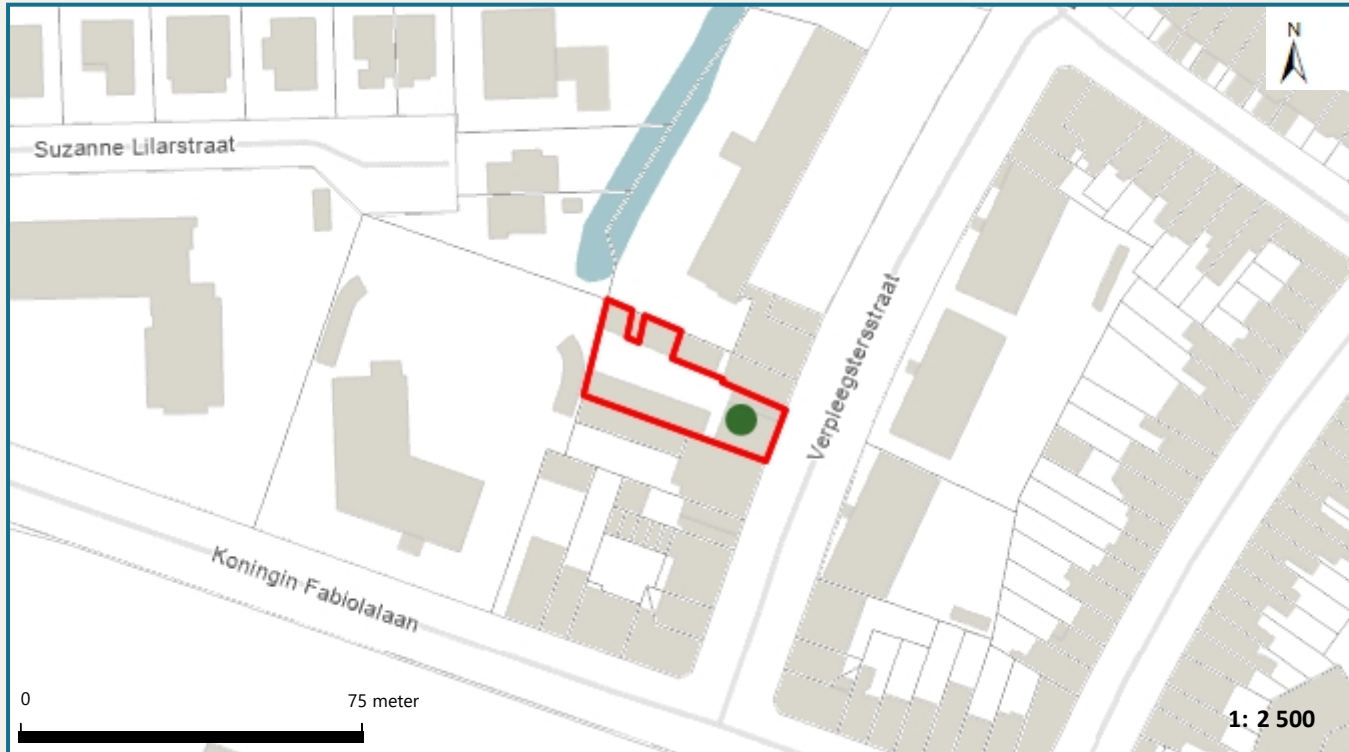 N
Suzanne Lilarstraat
Verpleegstersstraat
Koningin Fabiolalaan
0 75 meter
1: 2 500